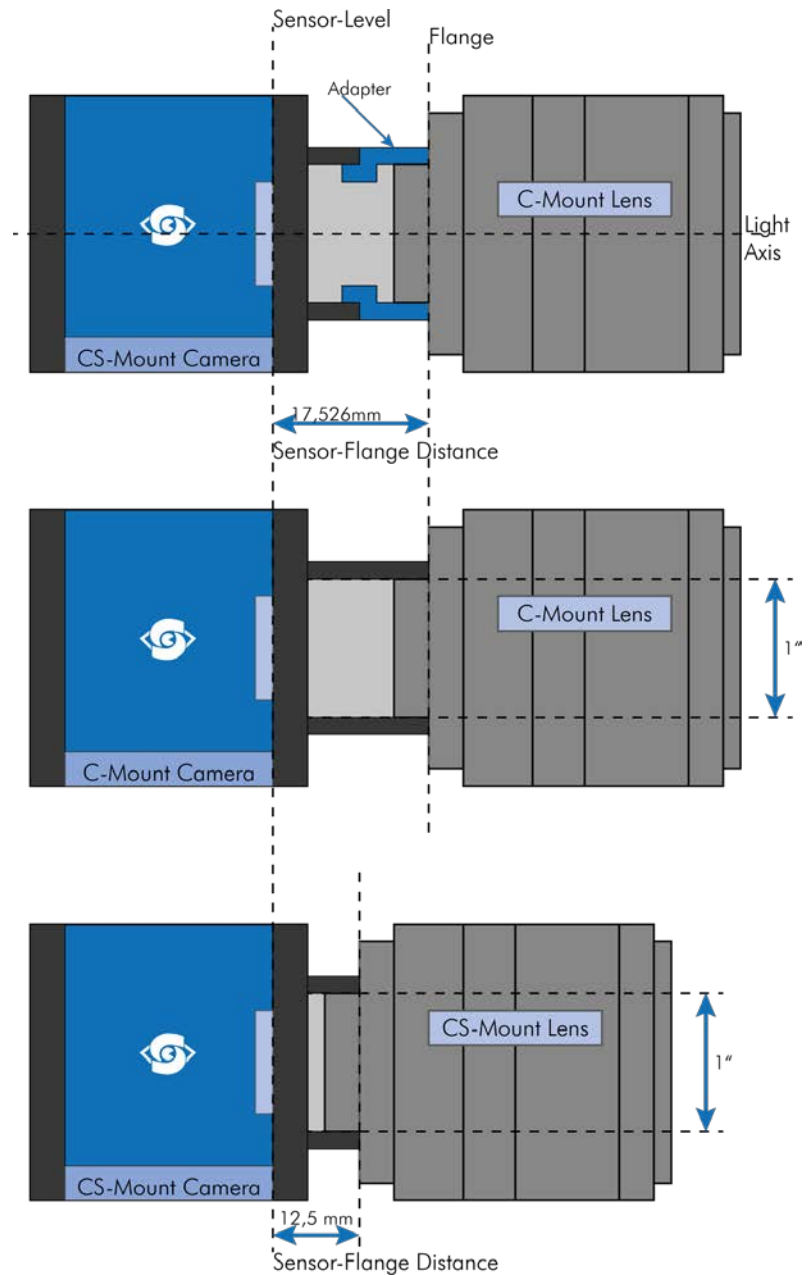 Sensor-Level
Flange
Adapter
C-Mount Lens
Light
Axis
CS-Mount Camera
17,526mm
Sensor-Flange Distance
C-Mount Lens
1“
C-Mount Camera
CS-Mount Lens
1“
CS-Mount Camera
12,5 mm
Sensor-Flange Distance